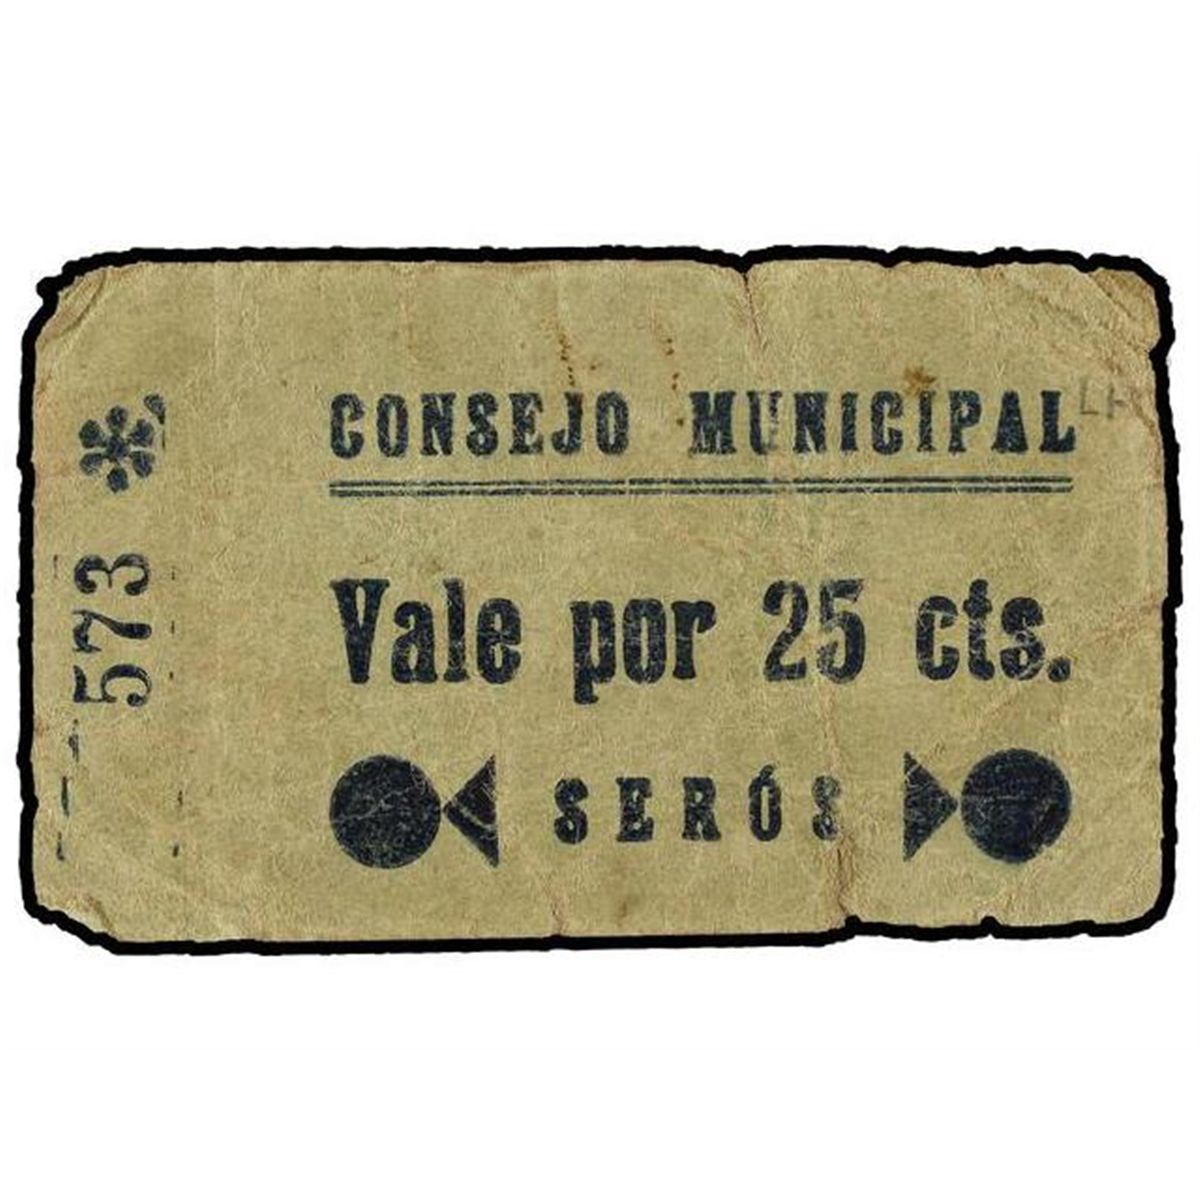 CONSEJO MUNICIPAL
Vale por 25 cts.
SERÓS
573